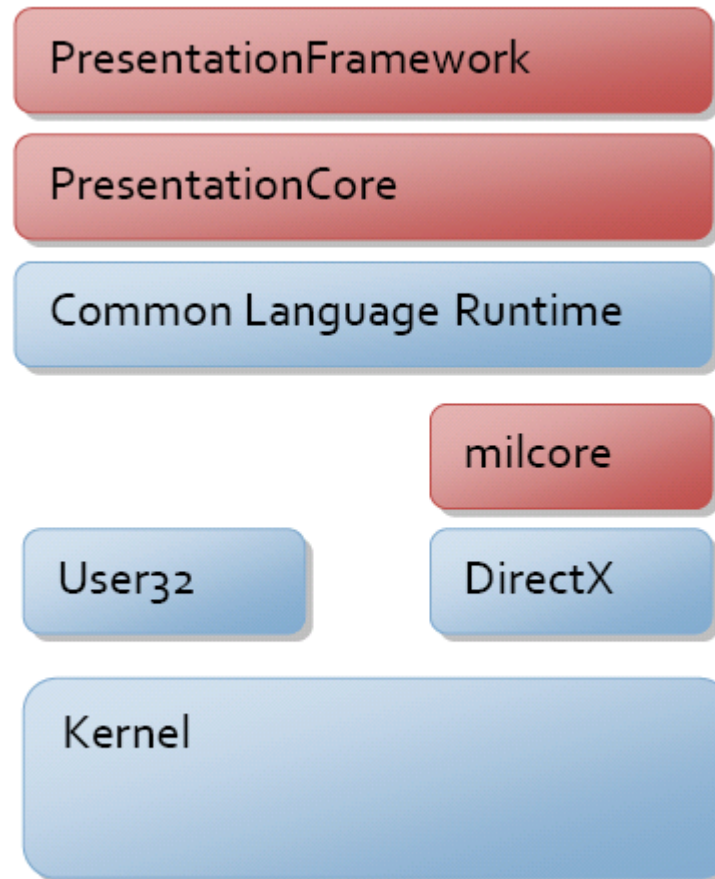 PresentationFramework
PresentationCore
Common Language Runtime
milcore
User32
DirectX
Kernel